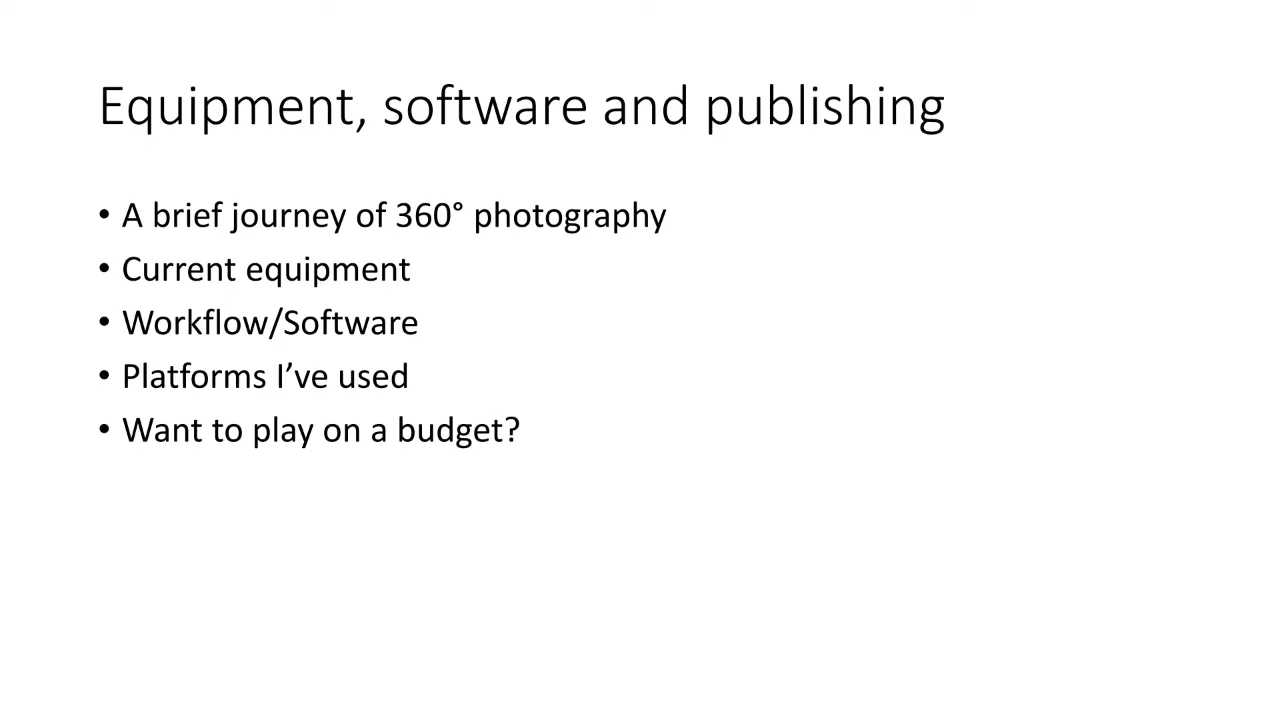 Equipment, software and publishing
• A brief journey of 360° photography
• Current equipment
• Workflow/Software
• Platforms I’ve used
• Want to play on a budget?